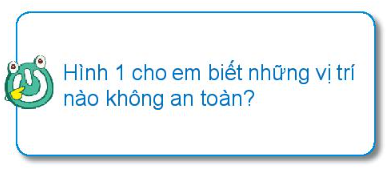 Hình 1 cho em biết những vị trí
nào không an toàn?